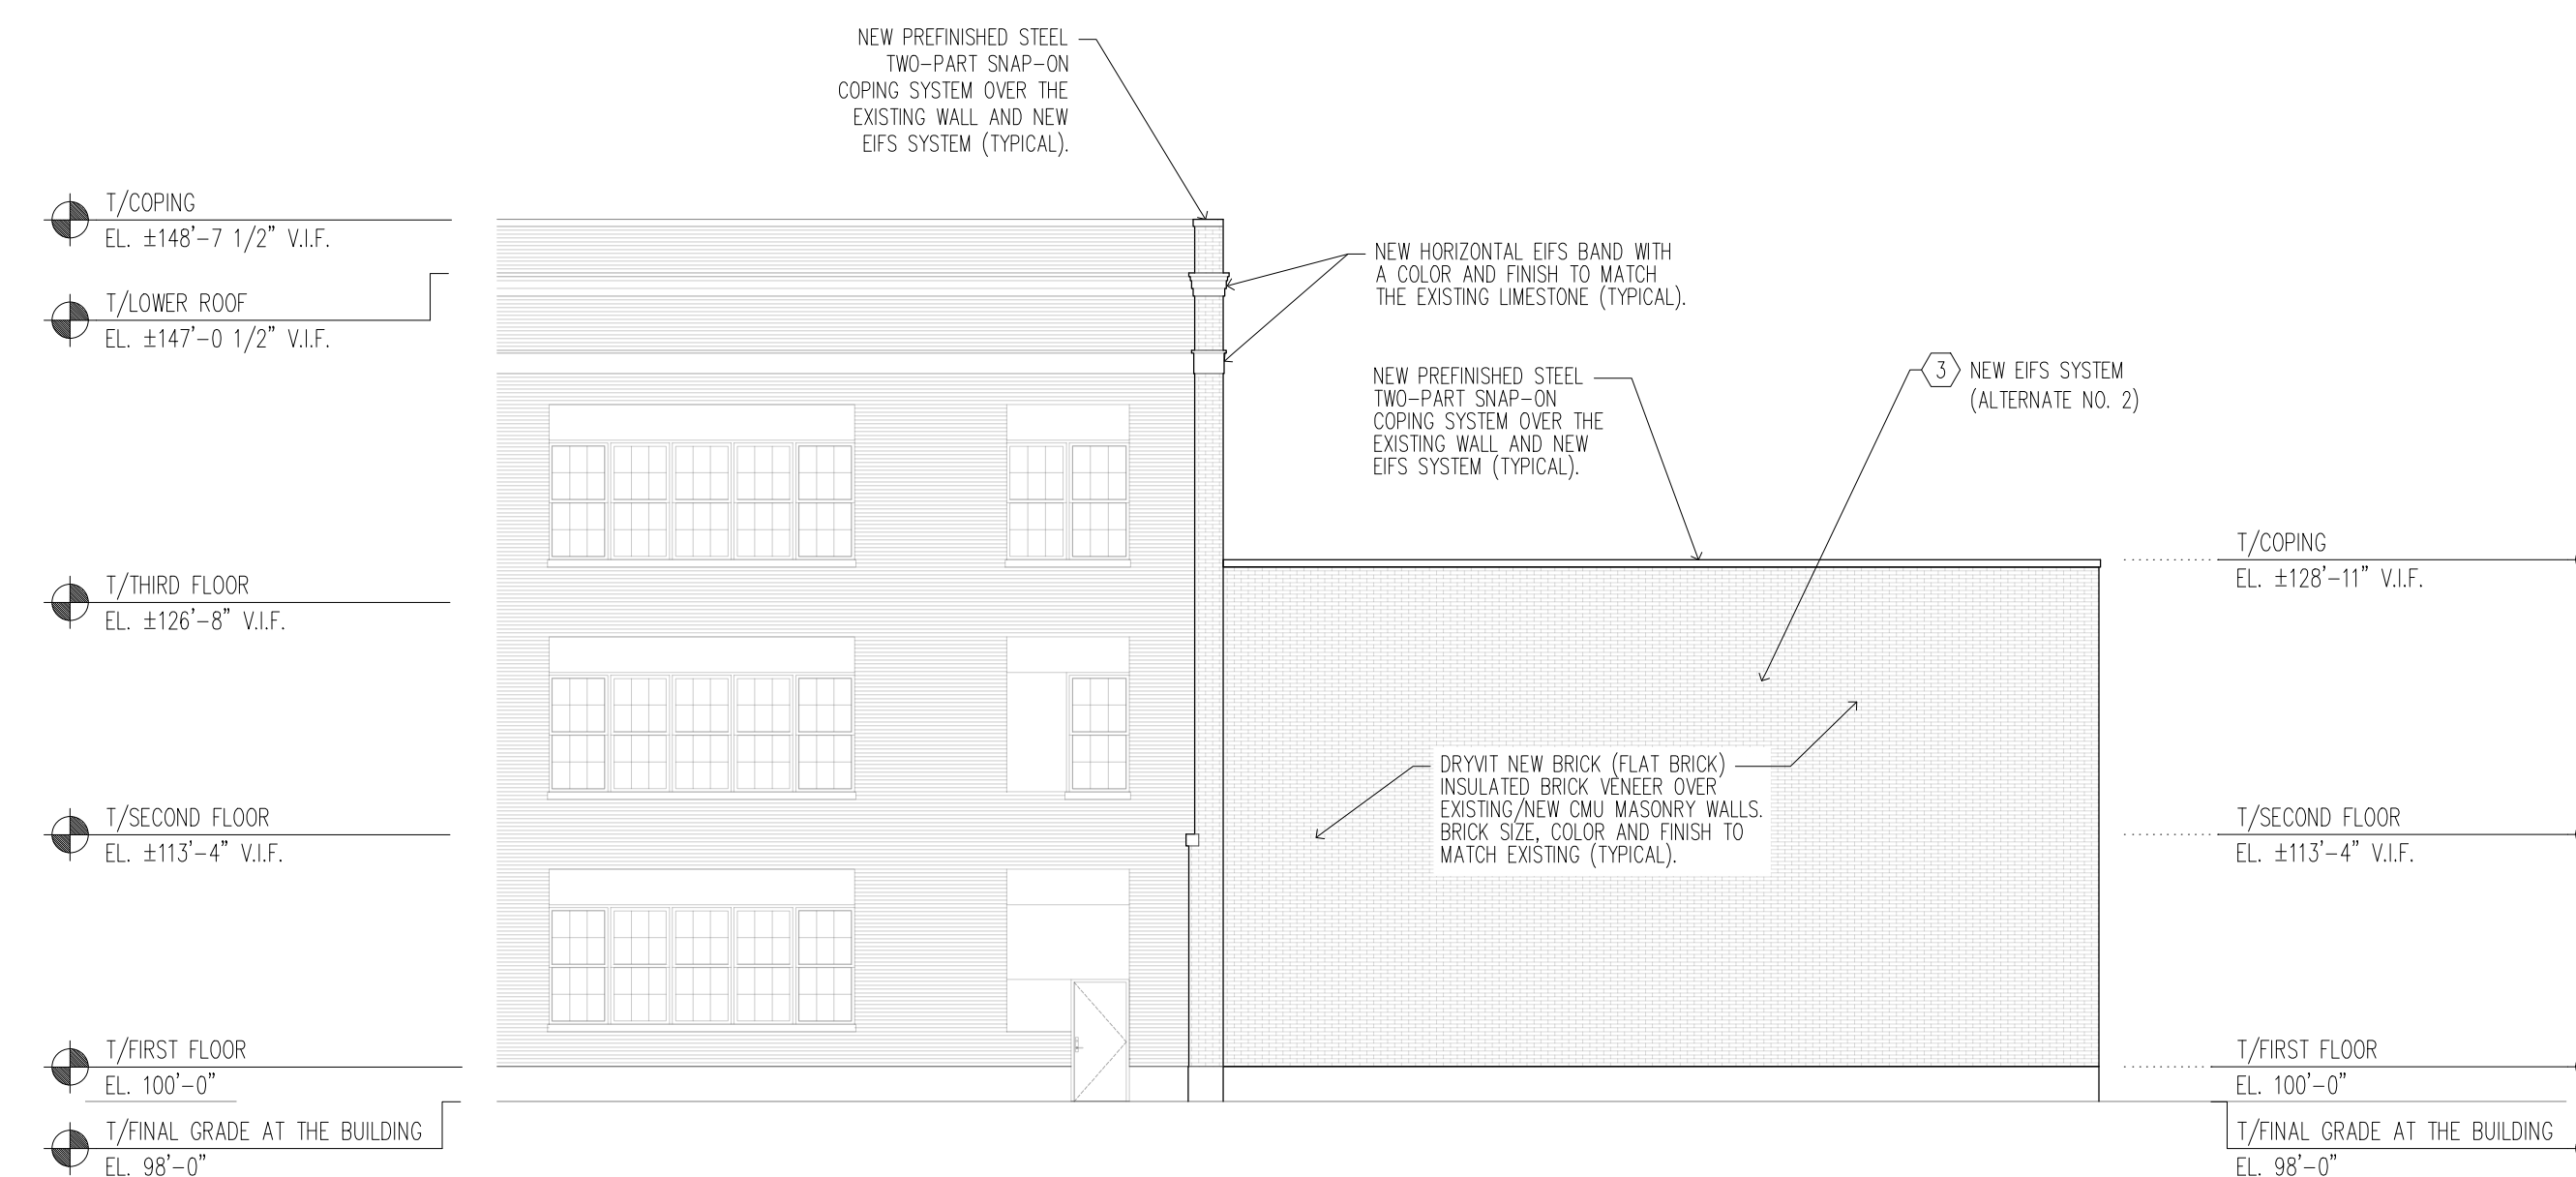 NEW PREFINISHED STEEL
TWO-PART SNAP-ON
COPING SYSTEM OVER THE
EXISTING WALL AND NEW
EIFS SYSTEM (TYPICAL).
T/COPING
EL. ±148'-7 1/2" V.I.F.
T/LOWER ROOF
EL. ±147'-0 1/2" V.I.F.
T/THIRD FLOOR
EL. ±126'-8" V.I.F.
T/SECOND FLOOR
EL. ±113'-4" V.I.F.
T/FIRST FLOOR
EL. 100'-0"
T/FINAL GRADE AT THE BUILDING
EL. 98'-0"
NEW HORIZONTAL EIFS BAND WITH
A COLOR AND FINISH TO MATCH
THE EXISTING LIMESTONE (TYPICAL).
NEW PREFINISHED STEEL
TWO-PART SNAP-ON
COPING SYSTEM OVER THE
EXISTING WALL AND NEW
EIFS SYSTEM (TYPICAL).
3 NEW EIFS SYSTEM
(ALTERNATE NO. 2)
DRYVIT NEW BRICK (FLAT BRICK)
INSULATED BRICK VENEER OVER
EXISTING/NEW CMU MASONRY WALLS.
BRICK SIZE, COLOR AND FINISH TO
MATCH EXISTING (TYPICAL).
T/COPING
EL. ±128'-11" V.I.F.
T/SECOND FLOOR
EL. ±113'-4" V.I.F.
T/FIRST FLOOR
EL. 100'-0"
T/FINAL GRADE AT THE BUILDING
EL. 98'-0"